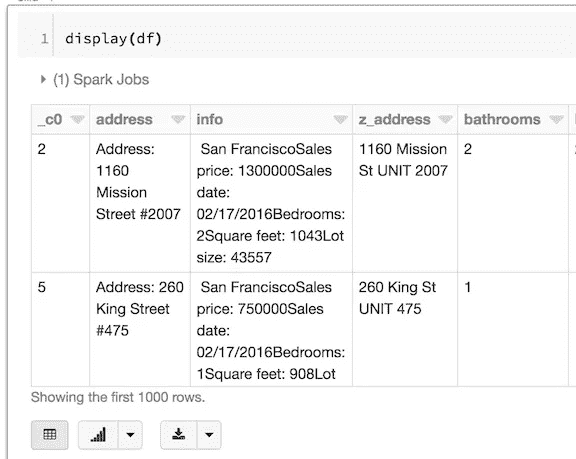 1 display(df)
(1) Spark Jobs
_c0 address info z_address bathrooms
2 Address: San FranciscoSales 1160 Mission 2
1160 price: 1300000Sales St UNIT 2007
Mission date:
Street #2007 02/17/2016Bedrooms:
2Square feet: 1043Lot
size: 43557
5 Address: 260 San FranciscoSales 260 King St 1
King Street price: 750000Sales UNIT 475
#475 date:
02/17/2016Bedrooms:
1Square feet: 908Lot
Showing the first 1000 rows.